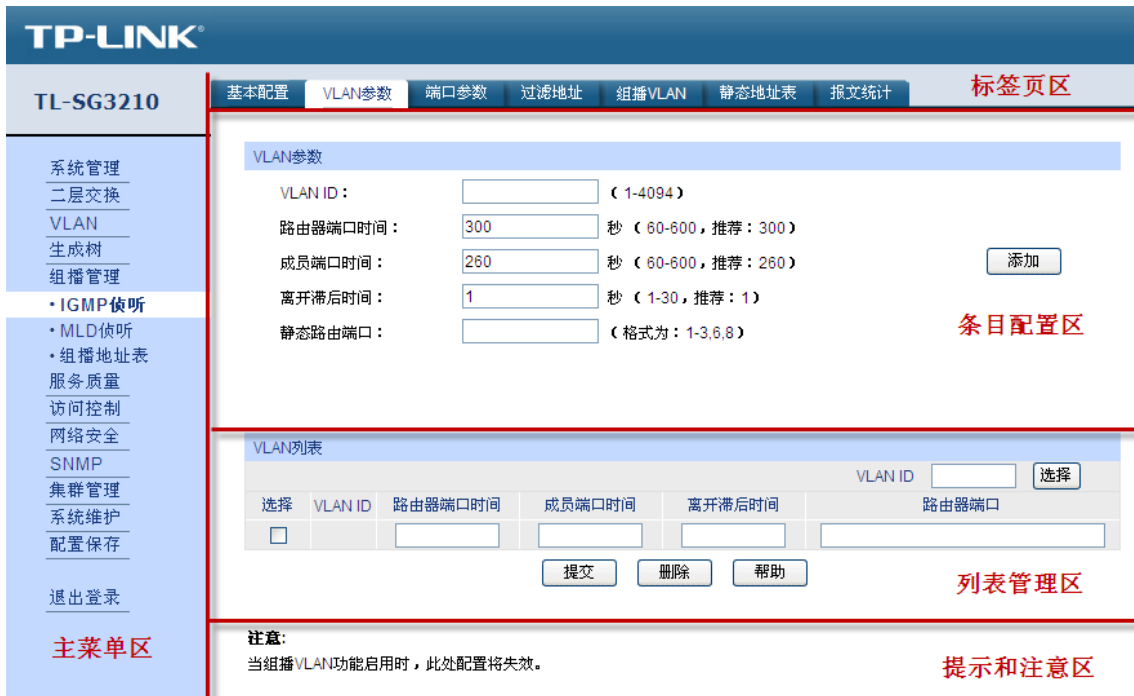 TP-LINK®
TL-SG3210
基本配置 VLAN参数 端口参数 过滤地址 组播VLAN 静态地址表 报文统计 标签页区
系统管理
二层交换
VLAN
生成树
组播管理
·IGMP侦听
·MLD侦听
·组播地址表
服务质量
访问控制
网络安全
SNMP
集群管理
系统维护
配置保存
退出登录
主菜单区
VLAN参数
VLAN ID： （1-4094）
路由器端口时间： 300 秒 （60-600，推荐：300）
成员端口时间： 260 秒 （60-600，推荐：260）
添加
离开滞后时间： 1 秒 （1-30，推荐：1）
静态路由端口： （格式为：1-3,6,8）
条目配置区
VLAN列表
VLAN ID 选择
选择 VLAN ID 路由器端口时间 成员端口时间 离开滞后时间 路由器端口
提交 删除 帮助
列表管理区
注意:
当组播VLAN功能启用时，此处配置将失效。
提示和注意区